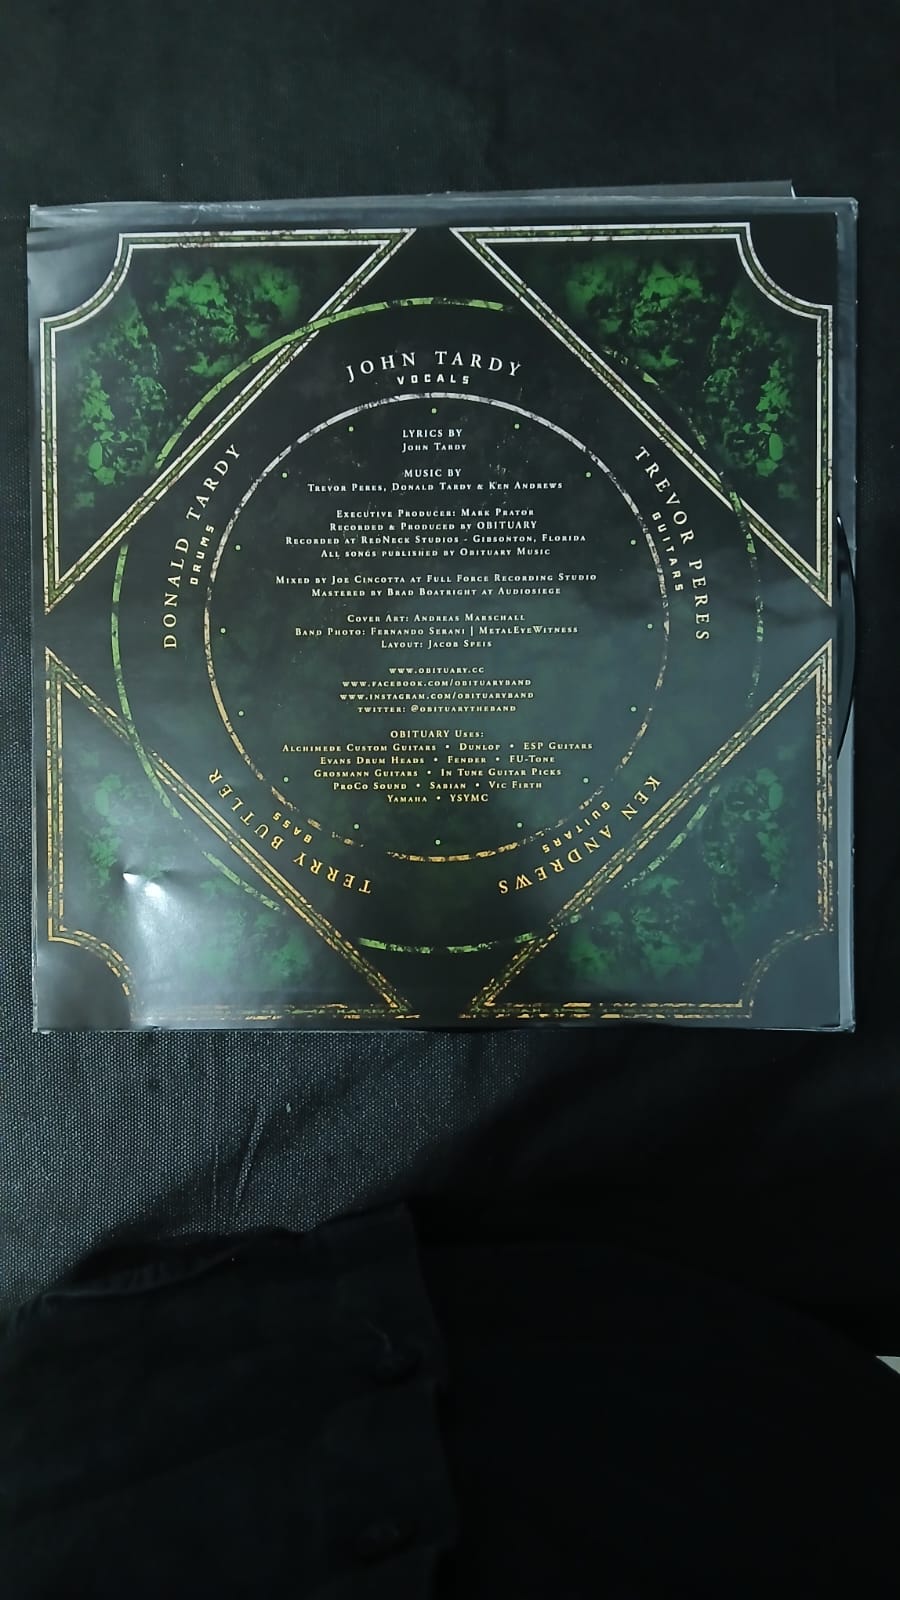 JOHN TARDY
VOCALS
DONALD TARDY
DRUMS
TREVOR PERES
GUITARS
LYRICS BY
JOHN TARDY
MUSIC BY
TREVOR PERES, DONALD TARDY & KEN ANDREWS
EXECUTIVE PRODUCER: MARK PRATOR
RECORDED & PRODUCED BY OBITUARY
RECORDED AT REDNECK STUDIOS - GIBSONTON, FLORIDA
ALL SONGS PUBLISHED BY OBITUARY MUSIC
MIXED BY JOE CINCOTTA AT FULL FORCE RECORDING STUDIO
MASTERED BY BRAD BOATRIGHT AT AUDIOSIEGE
COVER ART: ANDREAS MARSCHALL
BAND PHOTO: FERNANDO SERANI | METALEYEWITNESS
LAYOUT: JACOB SPEIS
WWW.OBITUARY.CC
WWW.FACEBOOK.COM/OBITUARYBAND
WWW.INSTAGRAM.COM/OBITUARYBAND
TWITTER: @OBITUARYTHEBAND
OBITUARY USES:
ALCHIMEDE CUSTOM GUITARS • DUNLOP • ESP GUITARS
EVANS DRUM HEADS • FENDER • FU-TONE
GROSMANN GUITARS • IN TUNE GUITAR PICKS
PROCO SOUND • SABIAN • VIC FIRTH
YAMAHA • YSYMC
TERRY BUTLER
BASS
KEN ANDREWS
GUITARS